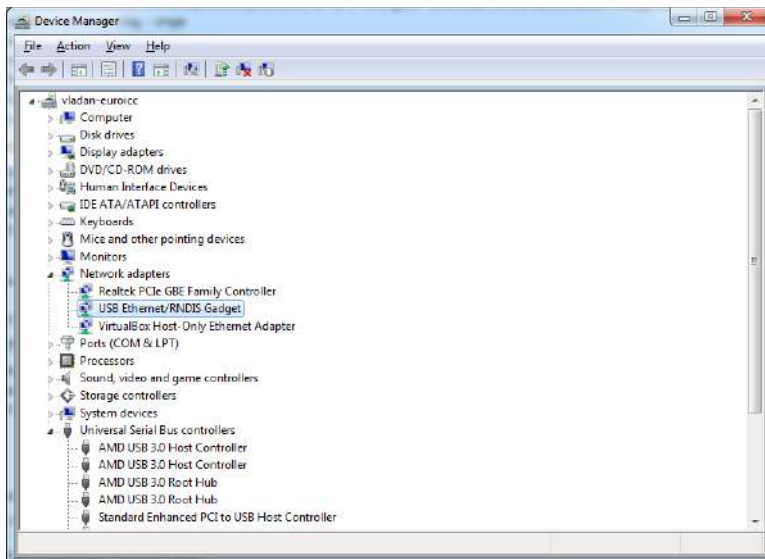 Device Manager
File Action View Help
vladan-euroicc
Computer
Disk drives
Display adapters
DVD/CD-ROM drives
Human Interface Devices
IDE ATA/ATAPI controllers
Keyboards
Mice and other pointing devices
Monitors
Network adapters
Realtek PCIe GBE Family Controller
USB Ethernet/RNDIS Gadget
VirtualBox Host-Only Ethernet Adapter
Ports (COM & LPT)
Processors
Sound, video and game controllers
Storage controllers
System devices
Universal Serial Bus controllers
AMD USB 3.0 Host Controller
AMD USB 3.0 Host Controller
AMD USB 3.0 Root Hub
AMD USB 3.0 Root Hub
Standard Enhanced PCI to USB Host Controller